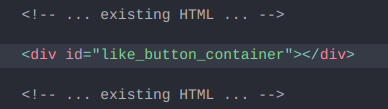 <!-- ... existing HTML ... -->
<div id="like_button_container"></div>
<!-- ... existing HTML ... -->